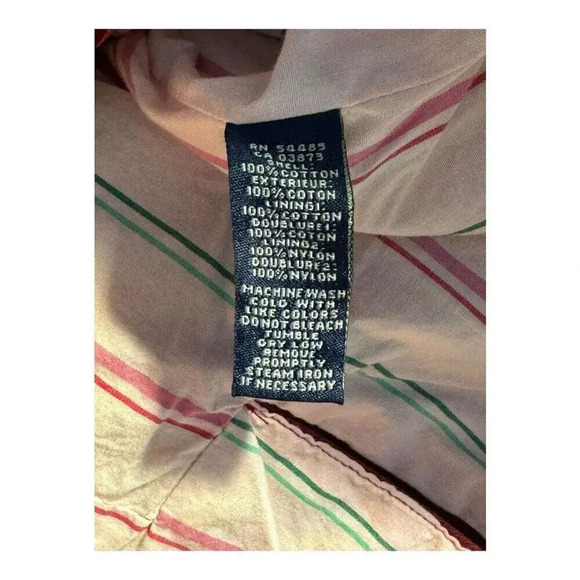 RN 54485
CA 03873
SHELL:
100% COTTON
EXTERIEUR:
100% COTON
LINING1:
100% COTTON
DOUBLURE1:
100% COTON
LINING2:
100% NYLON
DOUBLURE2:
100% NYLON
MACHINE WASH
COLD WITH
LIKE COLORS
DO NOT BLEACH
TUMBLE
DRY LOW
REMOVE
PROMPTLY
STEAM IRON
IF NECESSARY